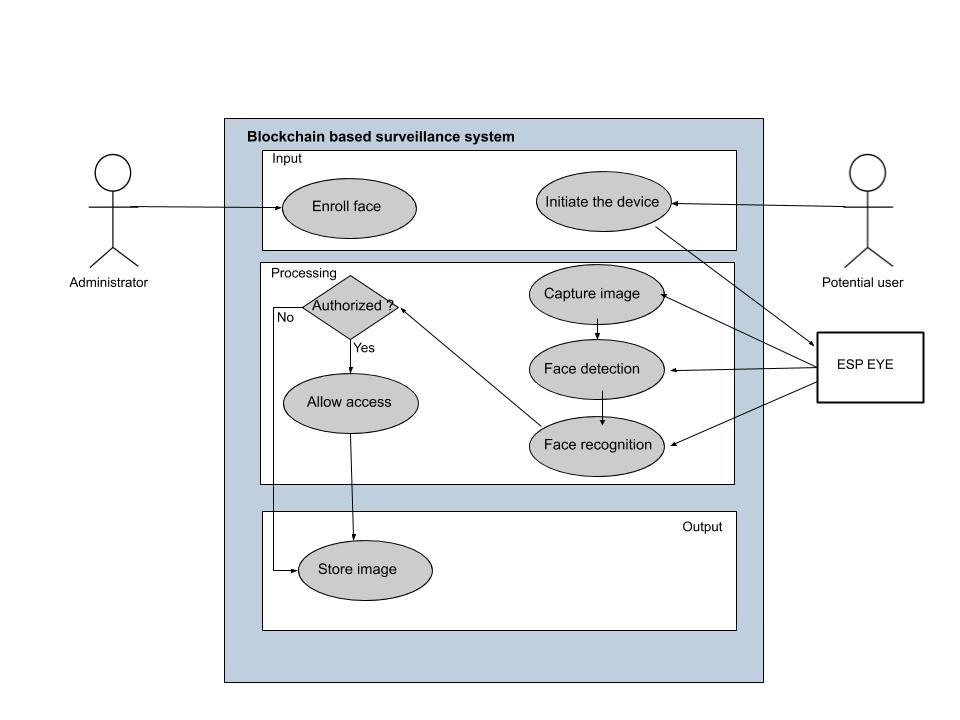 Blockchain based surveillance system
Input
Enroll face
Initiate the device
Administrator
Potential user
Processing
Authorized ?
No
Yes
Capture image
Face detection
ESP EYE
Allow access
Face recognition
Output
Store image